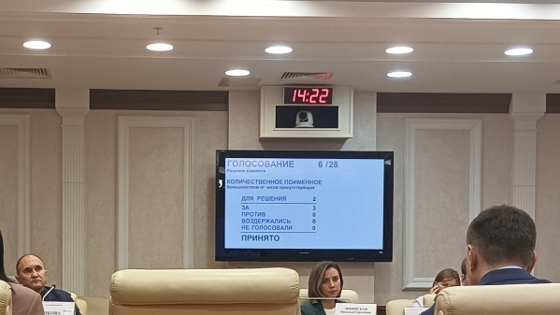 14:22
ГОЛОСОВАНИЕ 6 /28
Решение комитета
КОЛИЧЕСТВЕННОЕ ПОИМЕННОЕ
Большинством от числа присутствующих
ДЛЯ РЕШЕНИЯ 2
ЗА 3
ПРОТИВ 0
ВОЗДЕРЖАЛИСЬ 0
НЕ ГОЛОСОВАЛИ 0
ПРИНЯТО